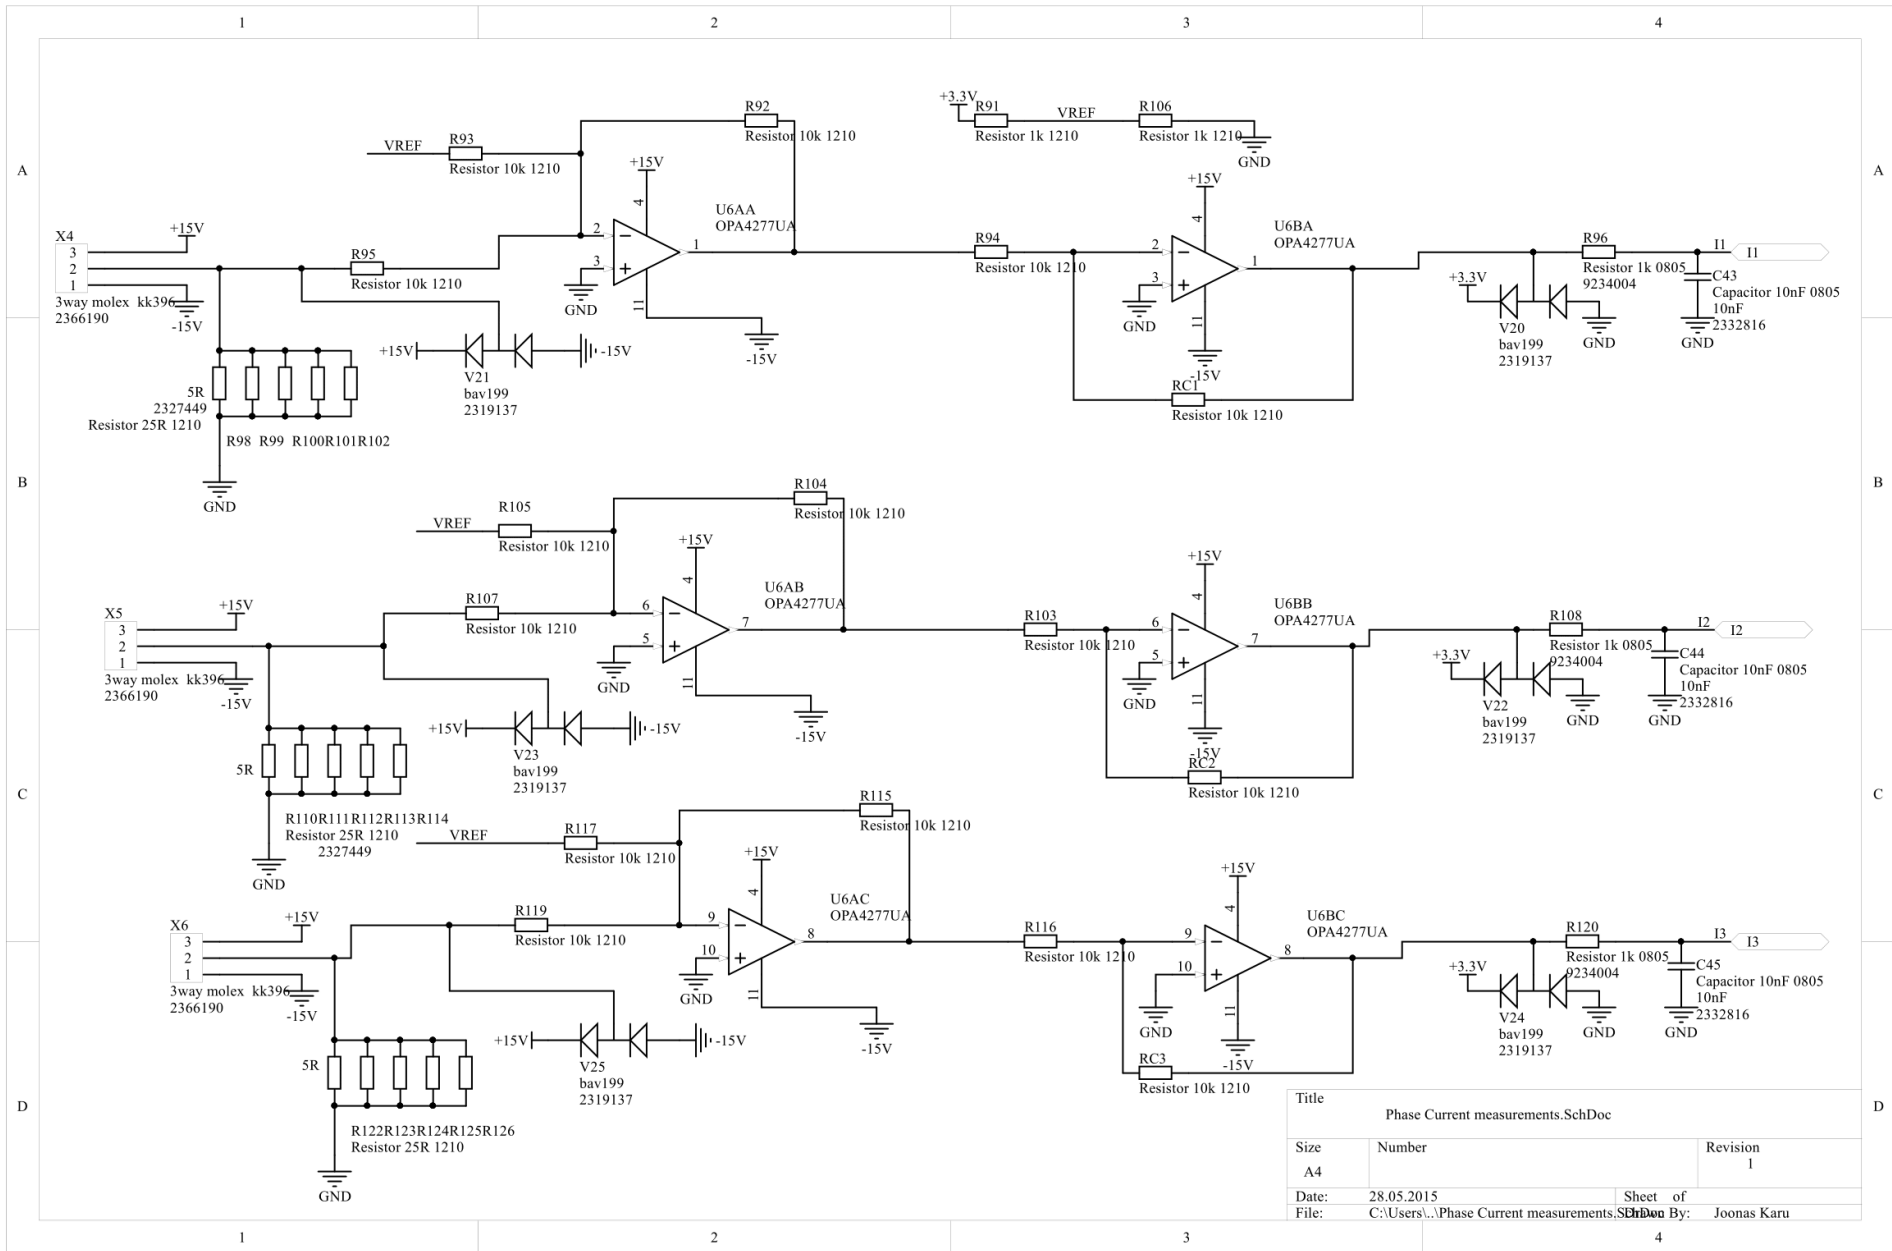 1 2 3 4
A A
B B
C C
D D
R92
Resistor 10k 1210
VREF
R93
Resistor 10k 1210
+3.3V
R91
Resistor 1k 1210
VREF
R106
Resistor 1k 1210
GND
X4
3
2
1
3way molex kk396
2366190
+15V
-15V
R95
Resistor 10k 1210
+15V
4
2
3
1
11
GND
-15V
U6AA
OPA4277UA
R94
Resistor 10k 1210
+15V
4
2
3
1
11
GND
-15V
U6BA
OPA4277UA
RC1
Resistor 10k 1210
+3.3V
V20
bav199
2319137
GND
R96
Resistor 1k 0805
9234004
I1
I1
C43
Capacitor 10nF 0805
10nF
2332816
GND
+15V
-15V
V21
bav199
2319137
5R
2327449
Resistor 25R 1210
R98 R99 R100R101R102
GND
R104
Resistor 10k 1210
VREF
R105
Resistor 10k 1210
X5
3
2
1
3way molex kk396
2366190
+15V
-15V
R107
Resistor 10k 1210
+15V
4
6
5
7
11
GND
-15V
U6AB
OPA4277UA
R103
Resistor 10k 1210
+15V
4
6
5
7
11
GND
-15V
U6BB
OPA4277UA
RC2
Resistor 10k 1210
+3.3V
V22
bav199
2319137
GND
R108
Resistor 1k 0805
9234004
I2
I2
C44
Capacitor 10nF 0805
10nF
2332816
GND
+15V
-15V
V23
bav199
2319137
5R
R110R111R112R113R114
Resistor 25R 1210
2327449
GND
R115
Resistor 10k 1210
VREF
R117
Resistor 10k 1210
X6
3
2
1
3way molex kk396
2366190
+15V
-15V
R119
Resistor 10k 1210
+15V
4
9
10
8
11
GND
-15V
U6AC
OPA4277UA
R116
Resistor 10k 1210
+15V
4
9
10
8
11
GND
-15V
U6BC
OPA4277UA
RC3
Resistor 10k 1210
+3.3V
V24
bav199
2319137
GND
R120
Resistor 1k 0805
9234004
I3
I3
C45
Capacitor 10nF 0805
10nF
2332816
GND
+15V
-15V
V25
bav199
2319137
5R
R122R123R124R125R126
Resistor 25R 1210
GND
Title
Phase Current measurements.SchDoc
Size Number Revision
A4 1
Date: 28.05.2015 Sheet of
File: C:\Users\..\Phase Current measurements.SchDoc Drawn By: Joonas Karu
1 2 3 4